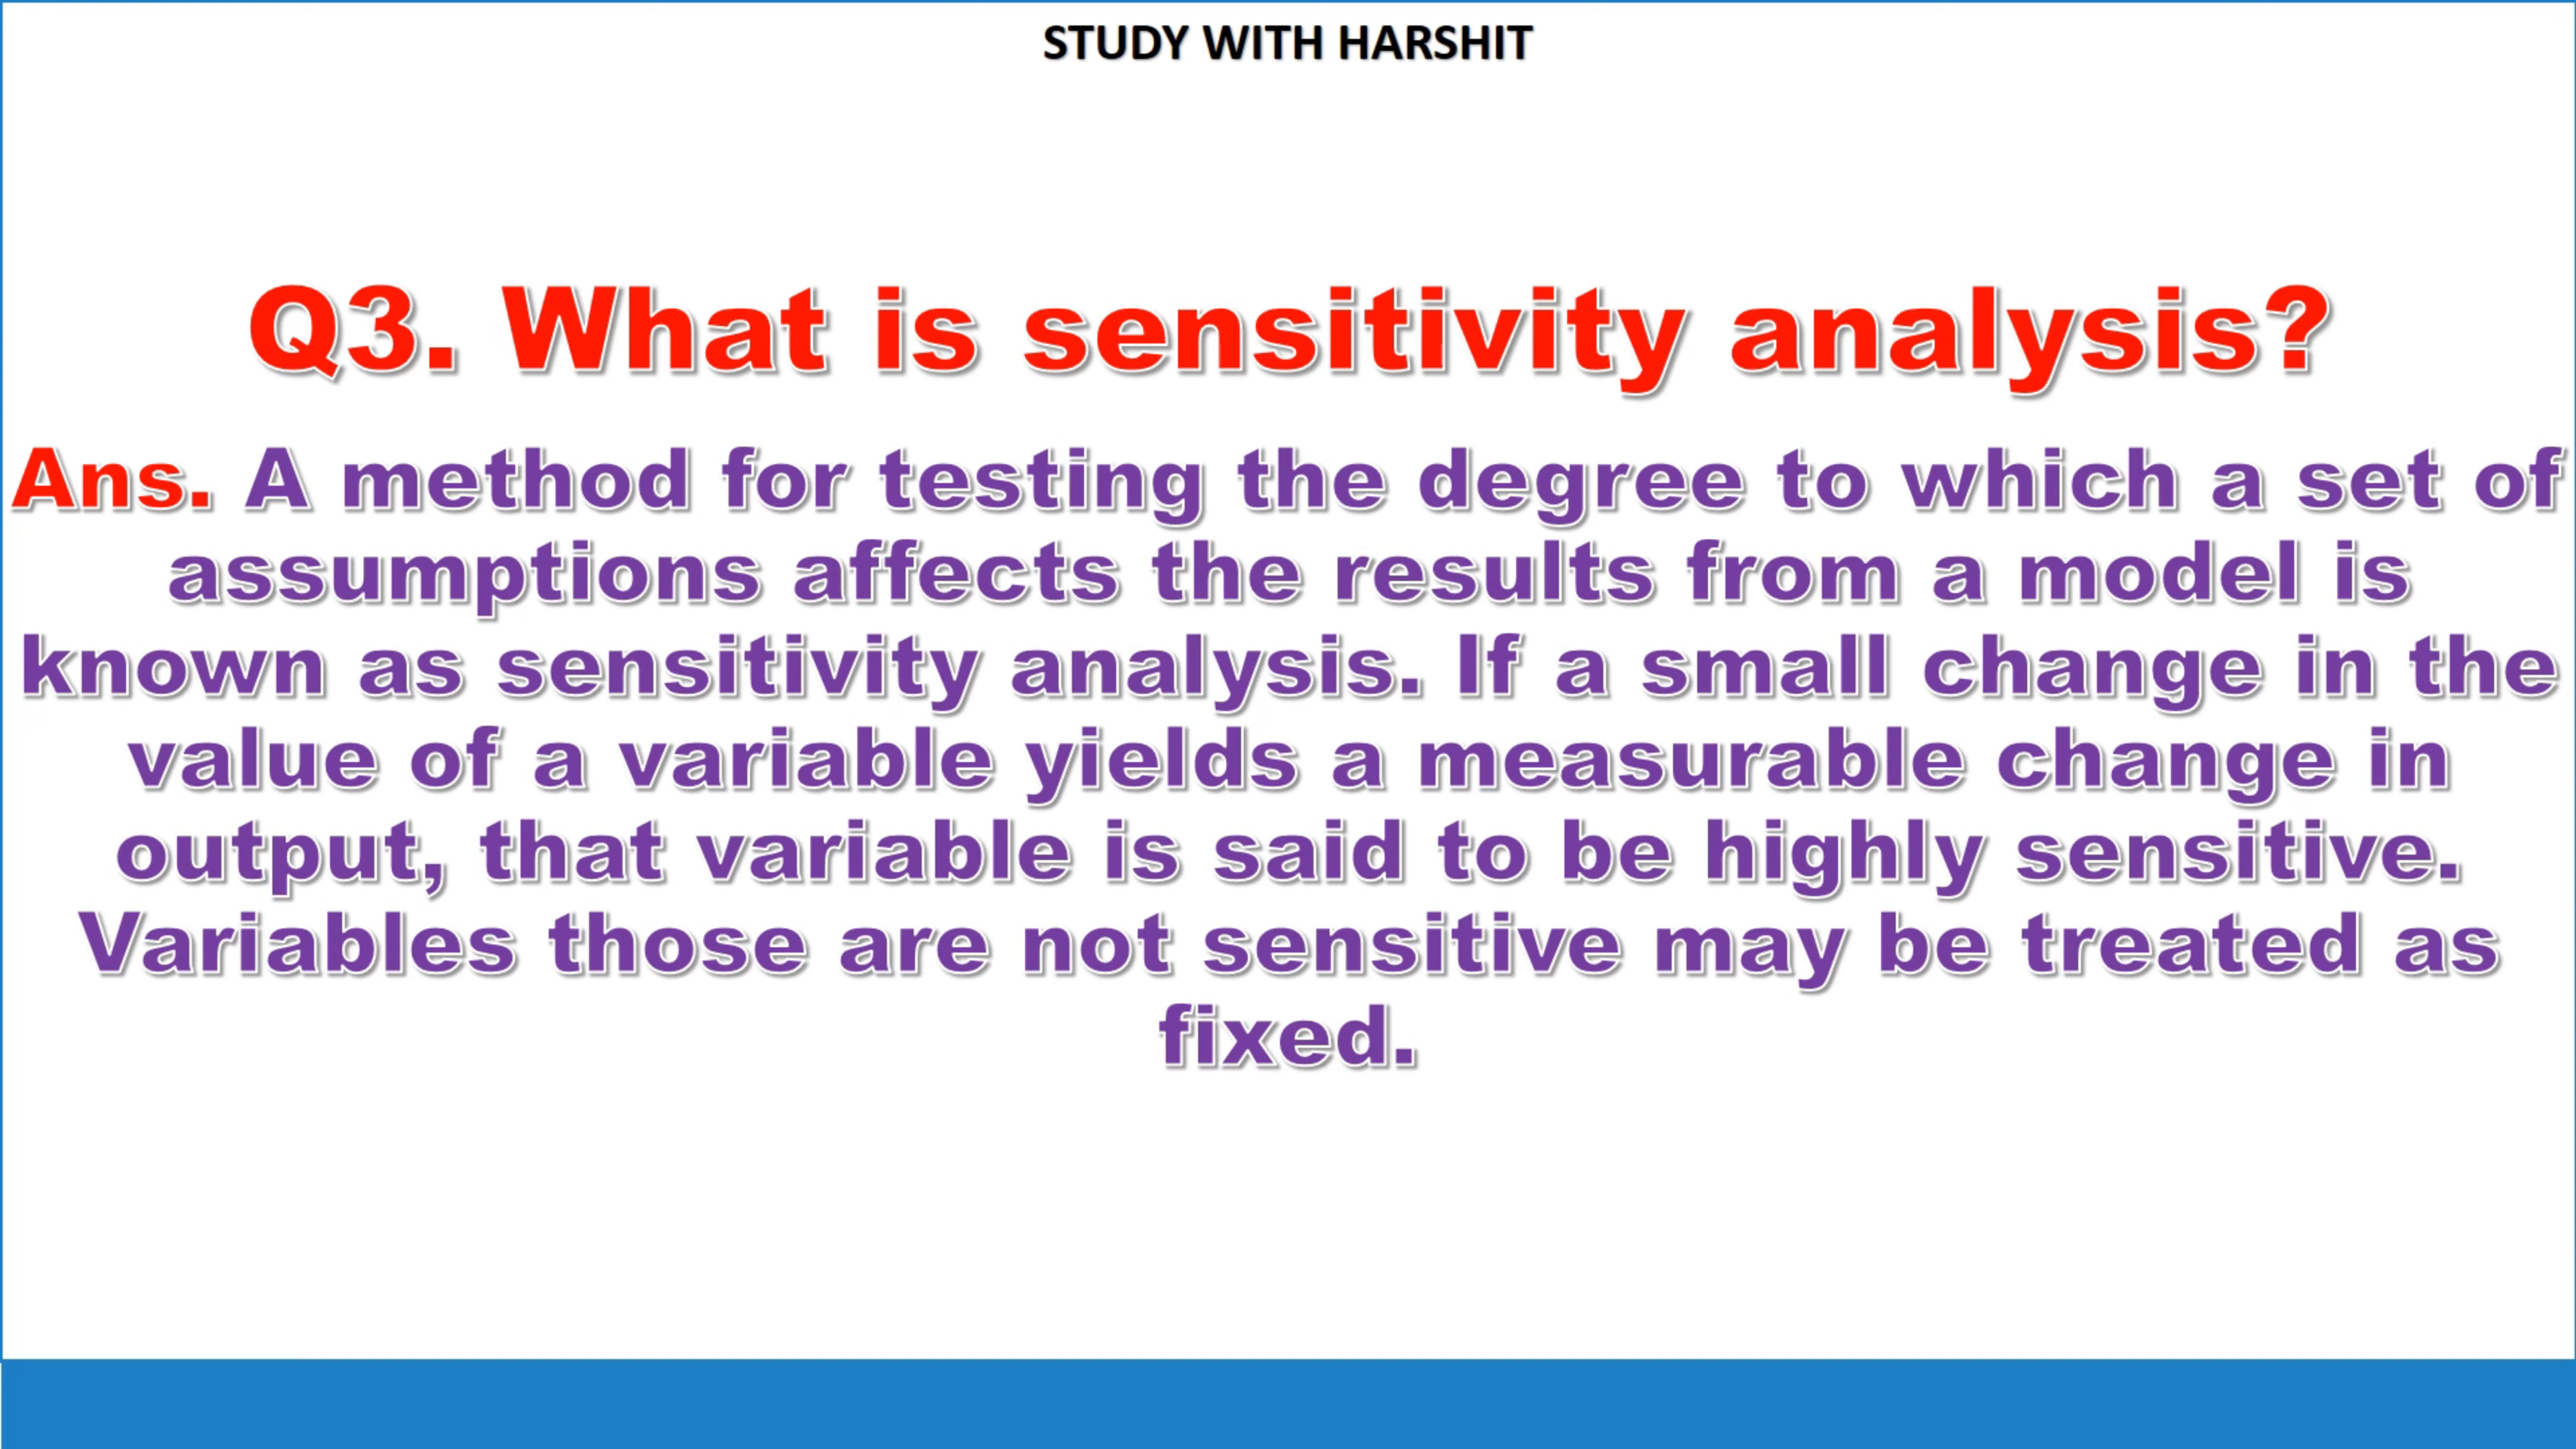 STUDY WITH HARSHIT
Q3. What is sensitivity analysis?
Ans. A method for testing the degree to which a set of
assumptions affects the results from a model is
known as sensitivity analysis. If a small change in the
value of a variable yields a measurable change in
output, that variable is said to be highly sensitive.
Variables those are not sensitive may be treated as
fixed.